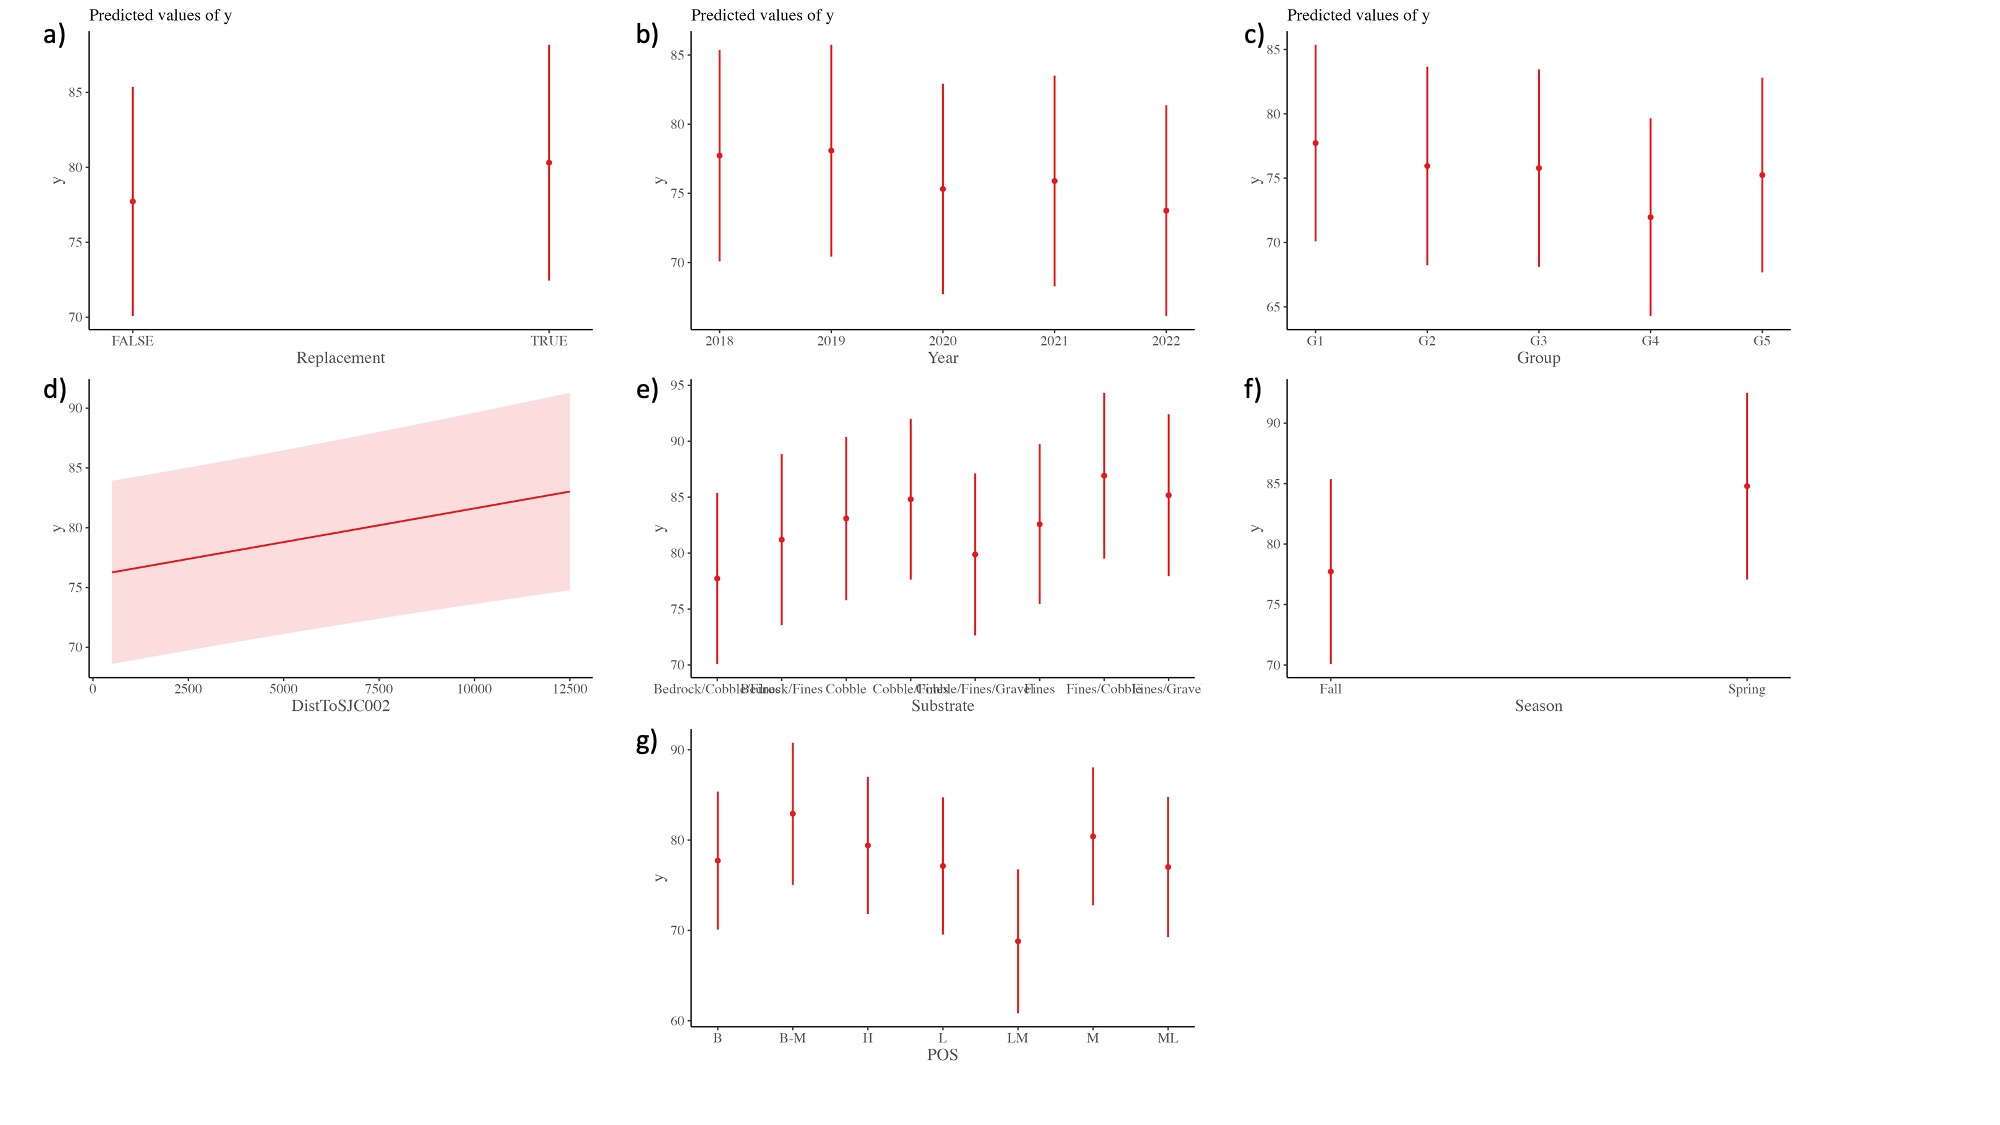 Predicted values of y
a)
85
80
75
70
y
FALSE TRUE
Replacement
Predicted values of y
b)
85
80
75
70
y
2018 2019 2020 2021 2022
Year
Predicted values of y
c)
85
80
75
70
65
y
G1 G2 G3 G4 G5
Group
d)
90
85
80
75
70
y
0 2500 5000 7500 10000 12500
DistToSJC002
e)
95
90
85
80
75
70
y
Cobble
Substrate
f)
90
85
80
75
70
y
Fall Spring
Season
g)
90
80
70
60
y
B B-M H L LM M ML
POS